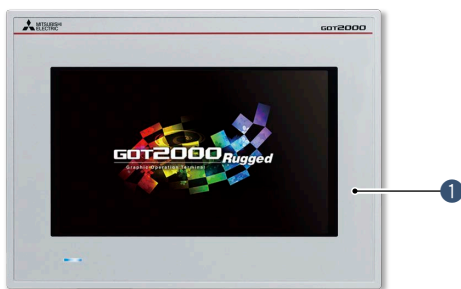 MITSUBISHI
ELECTRIC
GOT2000
GOT2000 Rugged
Graphic Operation Terminal
1